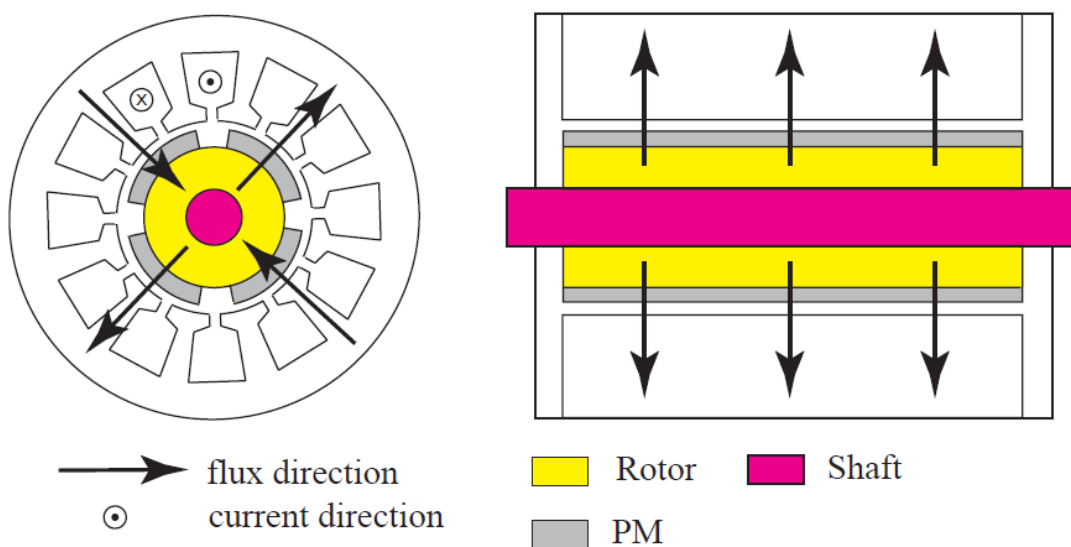 X
flux direction
current direction
Rotor
Shaft
PM